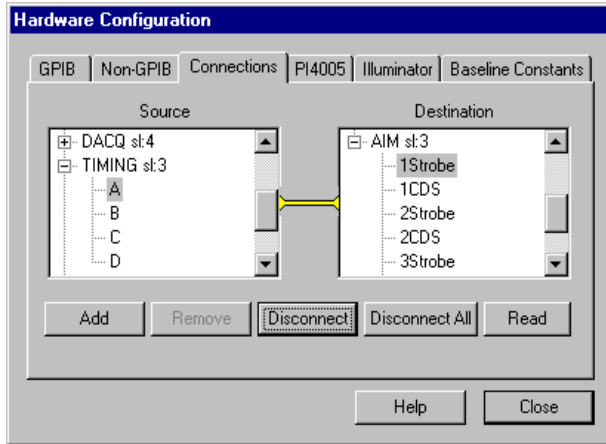 Hardware Configuration
GPIB Non-GPIB Connections PI4005 Illuminator Baseline Constants
Source Destination
DACQ sl:4 AIM sl:3
TIMING sl:3 1Strobe
A 1CDS
B 2Strobe
C 2CDS
D 3Strobe
Add Remove Disconnect Disconnect All Read
Help Close